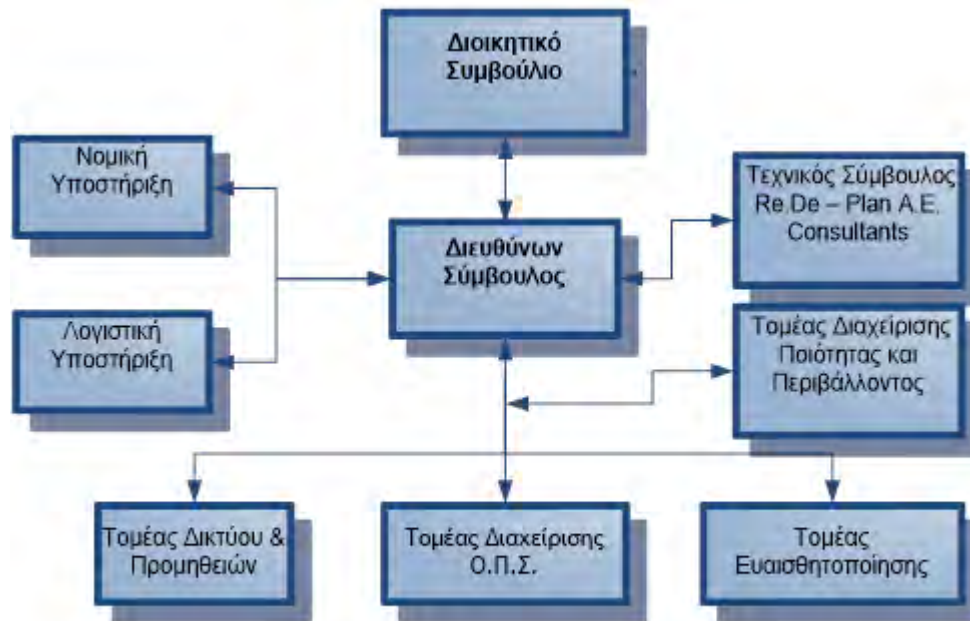 Διοικητικό
Συμβούλιο
Νομική
Υποστήριξη
Τεχνικός Σύμβουλος
Re.De – Plan A.E.
Consultants
Διευθύνων
Σύμβουλος
Λογιστική
Υποστήριξη
Τομέας Διαχείρισης
Ποιότητας και
Περιβάλλοντος
Τομέας Δικτύου &
Προμηθειών
Τομέας Διαχείρισης
Ο.Π.Σ.
Τομέας
Ευαισθητοποίησης